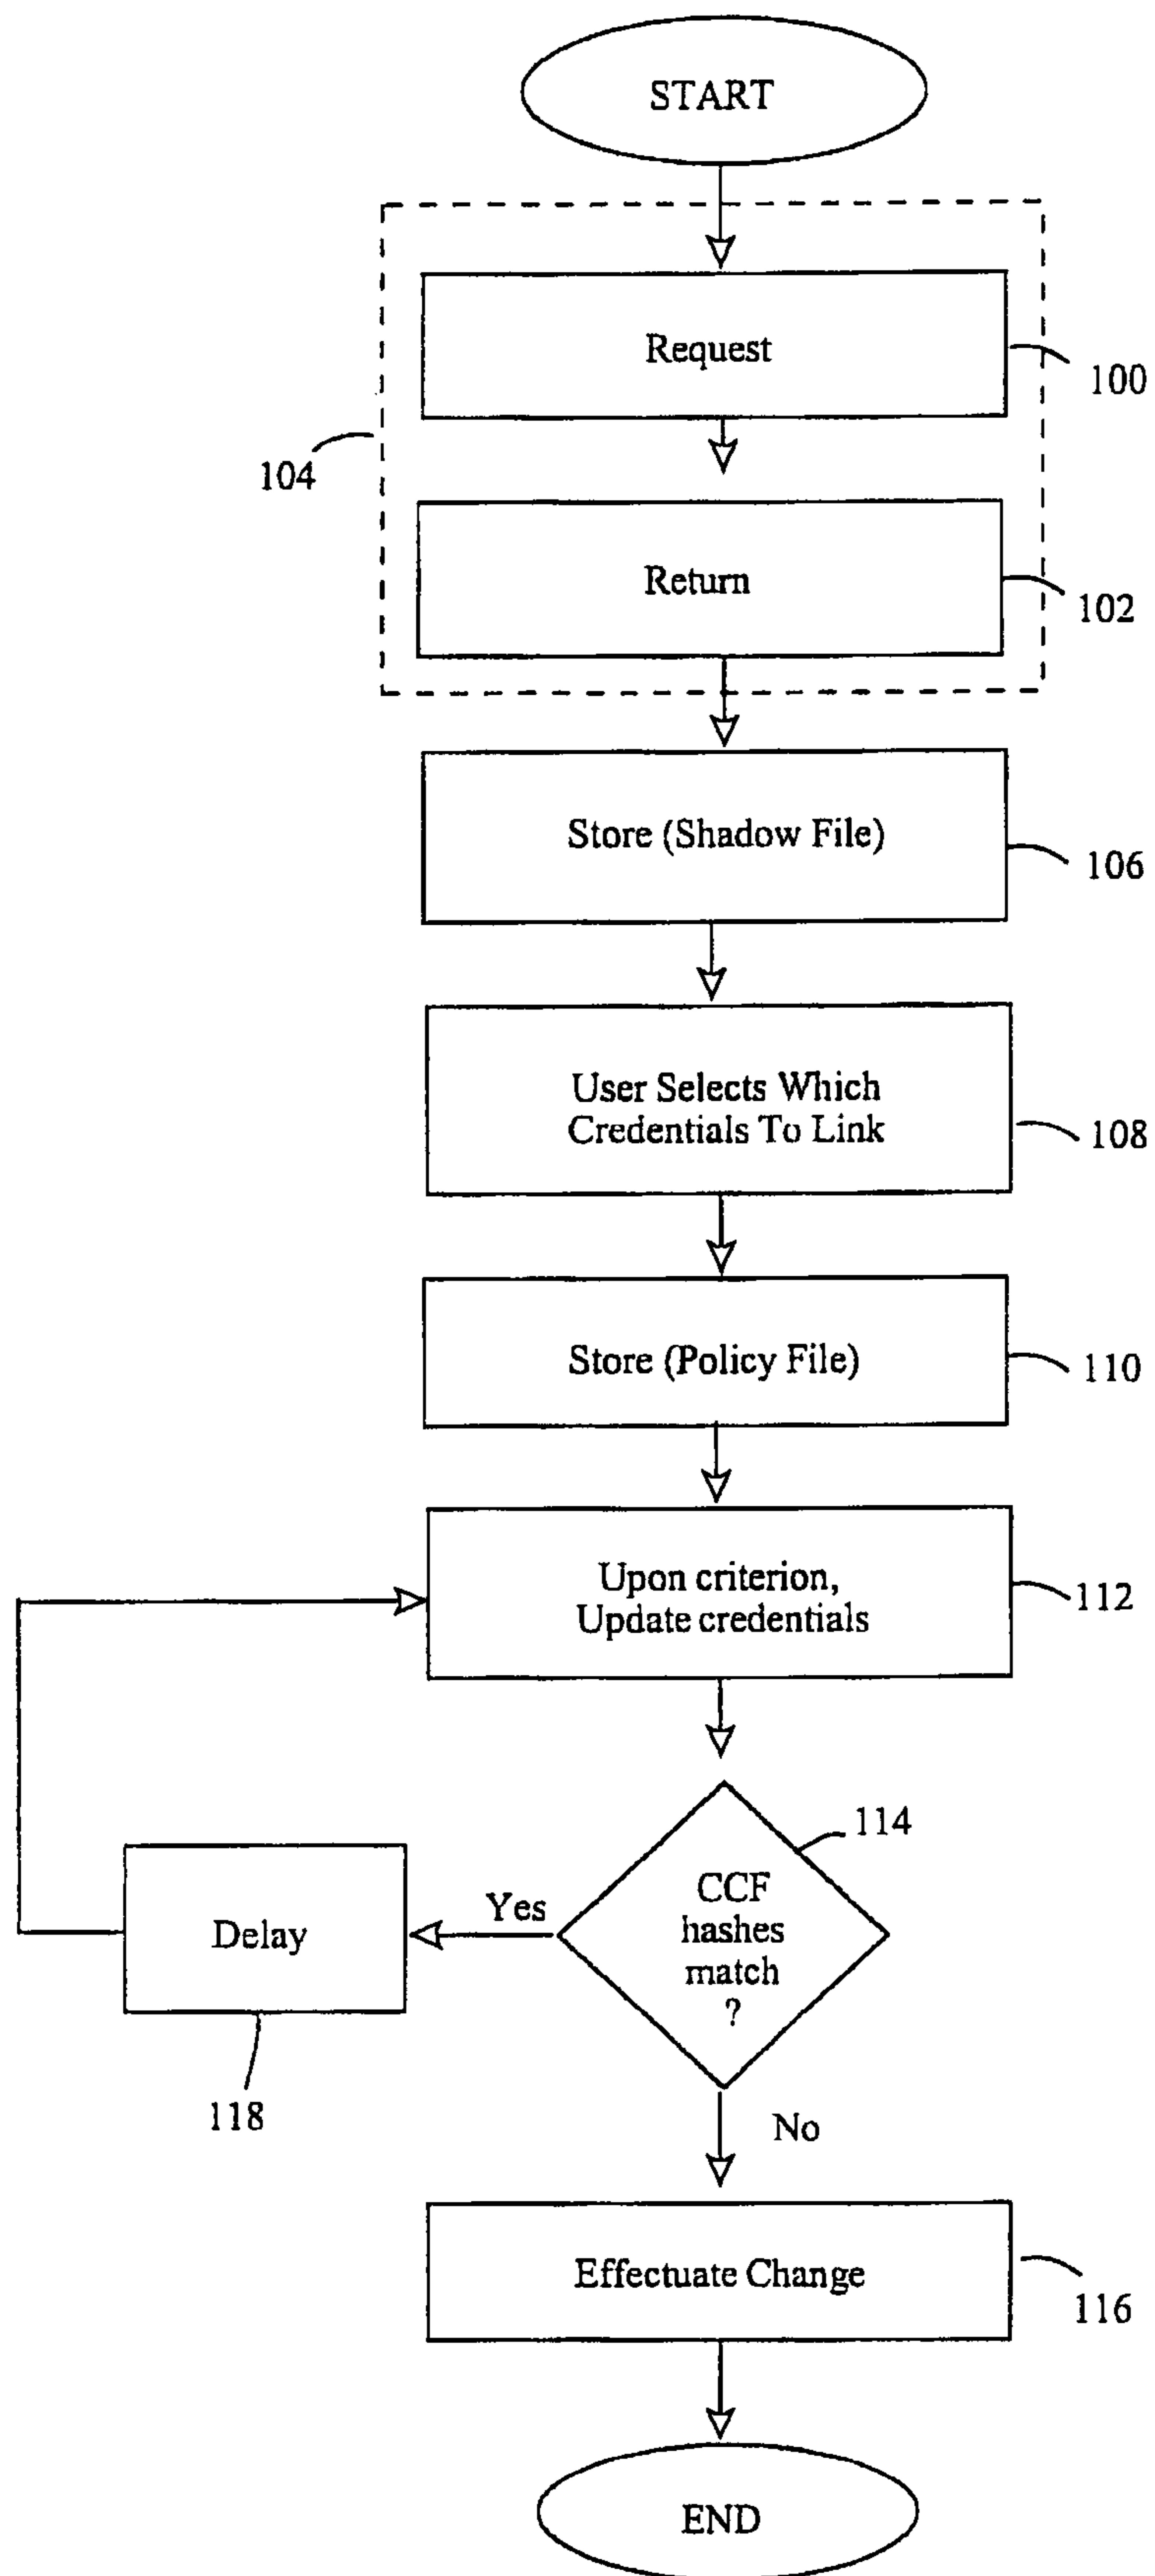 START
Request
100
104
Return
102
Store (Shadow File)
106
User Selects Which
Credentials To Link
108
Store (Policy File)
110
Upon criterion,
Update credentials
112
114
CCF
hashes
match
?
Yes
Delay
118
No
Effectuate Change
116
END